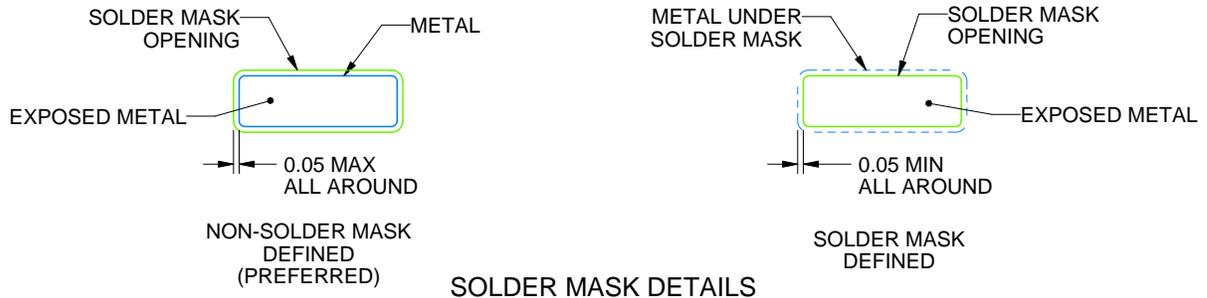 SOLDER MASK
OPENING
METAL
EXPOSED METAL
0.05 MAX
ALL AROUND
NON-SOLDER MASK
DEFINED
(PREFERRED)
METAL UNDER
SOLDER MASK
SOLDER MASK
OPENING
EXPOSED METAL
0.05 MIN
ALL AROUND
SOLDER MASK
DEFINED
SOLDER MASK DETAILS